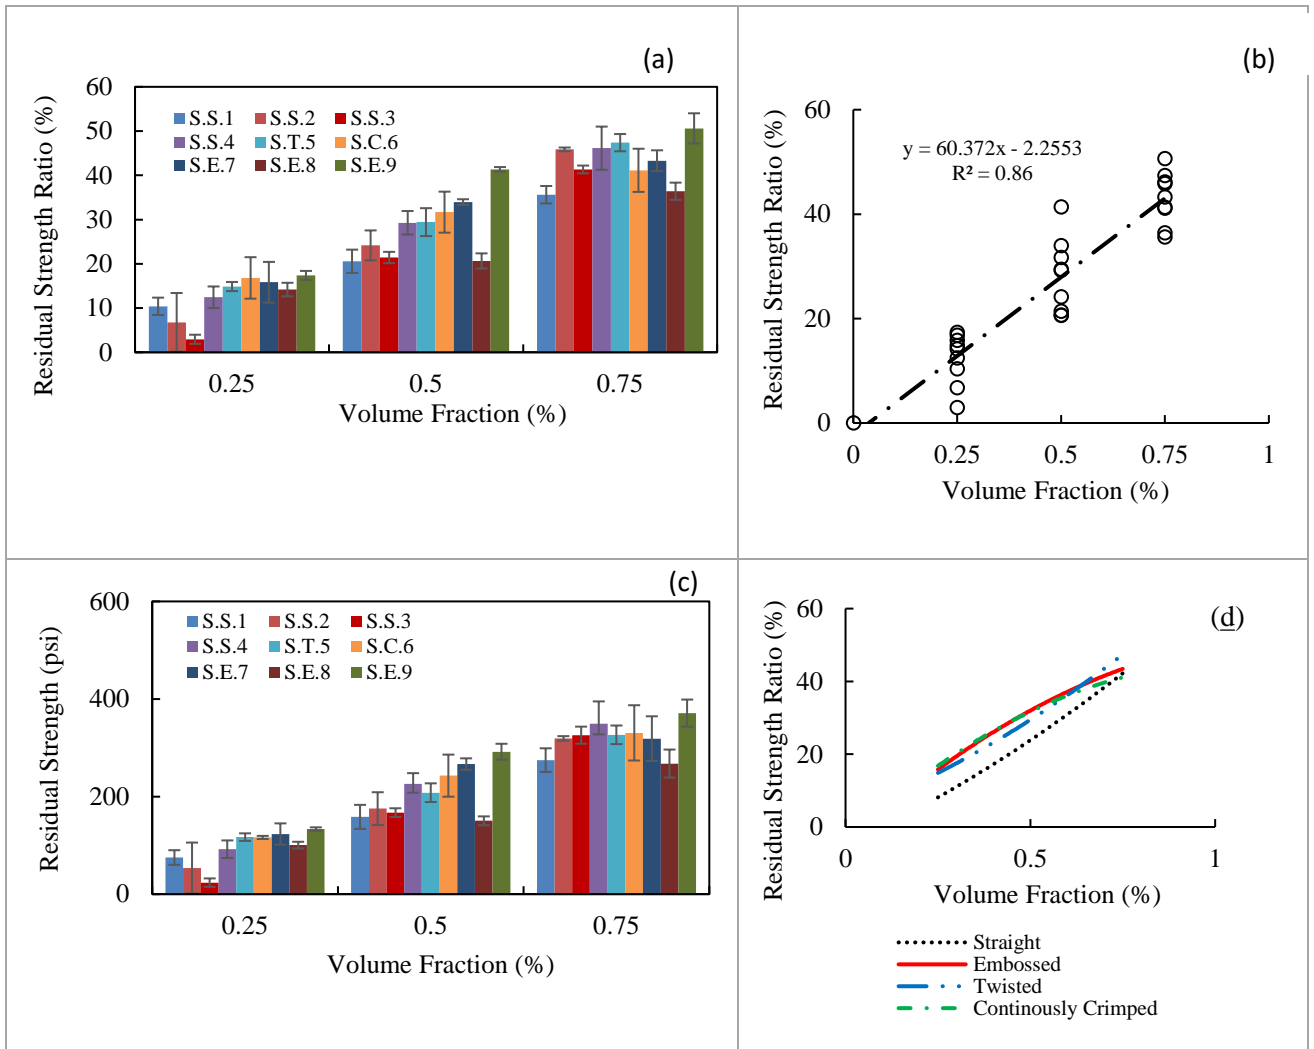 (a)
Residual Strength Ratio (%)
60
50
40
30
20
10
0
S.S.1 S.S.2 S.S.3
S.S.4 S.T.5 S.C.6
S.E.7 S.E.8 S.E.9
0.25 0.5 0.75
Volume Fraction (%)
(b)
Residual Strength Ratio (%)
60
40
20
0
y = 60.372x - 2.2553
R² = 0.86
0 0.25 0.5 0.75 1
Volume Fraction (%)
(c)
Residual Strength (psi)
600
400
200
0
S.S.1 S.S.2 S.S.3
S.S.4 S.T.5 S.C.6
S.E.7 S.E.8 S.E.9
0.25 0.5 0.75
Volume Fraction (%)
(d)
Residual Strength Ratio (%)
60
40
20
0
0 0.5 1
Volume Fraction (%)
Straight
Embossed
Twisted
Continously Crimped